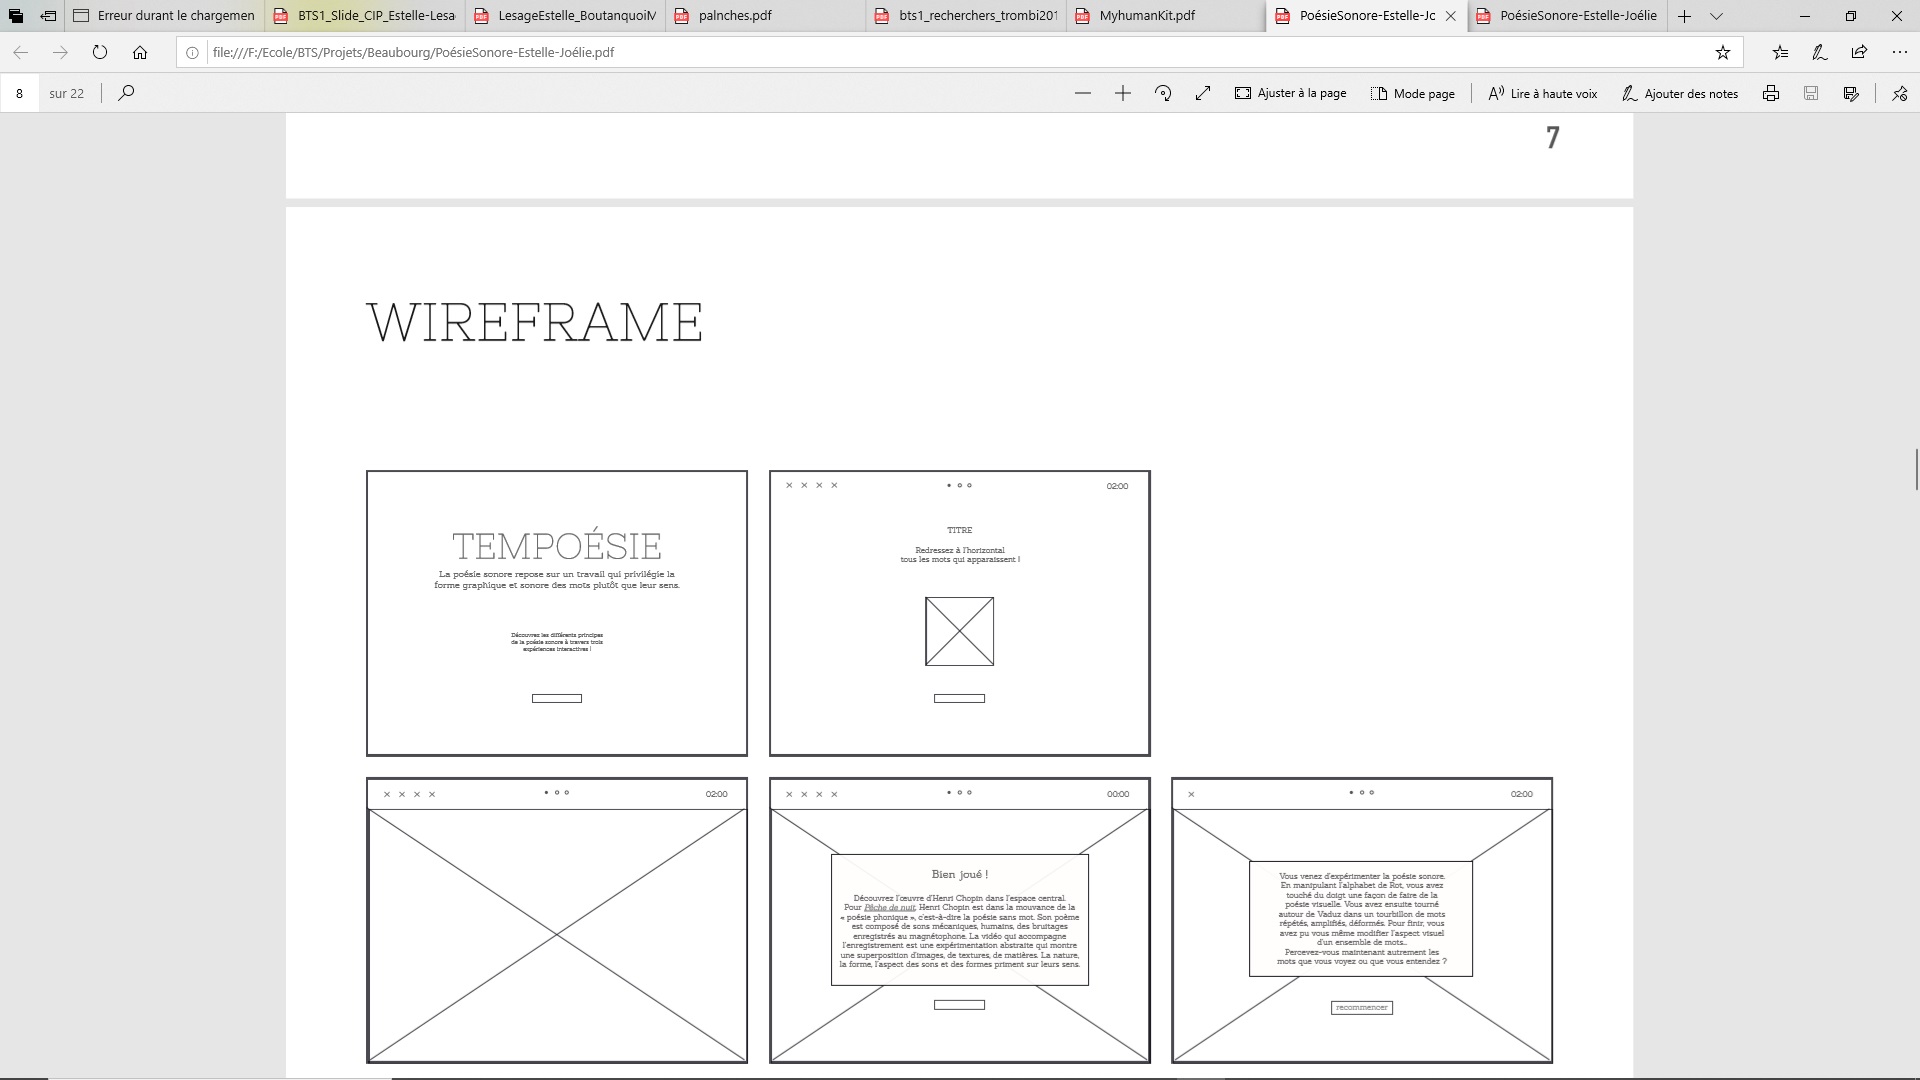 Erreur durant le chargemen
BTS1_Slide_CIP_Estelle-Lesa
LesageEstelle_BoutanquoiM
palnches.pdf
bts1_recherchers_trombi201
MyhumanKit.pdf
PoésieSonore-Estelle-Jc
PoésieSonore-Estelle-Joélie
file:///F:/Ecole/BTS/Projets/Beaubourg/PoésieSonore-Estelle-Joélie.pdf
8 sur 22
Ajuster à la page
Mode page
Lire à haute voix
Ajouter des notes
7
WIREFRAME
TEMPOÉSIE
La poésie sonore repose sur un travail qui privilégie la
forme graphique et sonore des mots plutôt que leur sens.
Découvrez les différents principes
de la poésie sonore à travers trois
expériences interactives !
× × × ×
02:00
TITRE
Redressez à l'horizontal
tous les mots qui apparaissent !
× × × ×
02:00
× × × ×
00:00
Bien joué !
Découvrez l'œuvre d'Henri Chopin dans l'espace central.
Pour Pêche de nuit, Henri Chopin est dans la mouvance de la
« poésie phonique », c'est-à-dire la poésie sans mot. Son poème
est composé de sons mécaniques, humains, des bruitages
enregistrés au magnétophone. La vidéo qui accompagne
l'enregistrement est une expérimentation abstraite qui montre
une superposition d'images, de textures, de matières. La nature,
la forme, l'aspect des sons et des formes priment sur leurs sens.
×
02:00
Vous venez d'expérimenter la poésie sonore.
En manipulant l'alphabet de Rot, vous avez
touché du doigt une façon de faire de la
poésie visuelle. Vous avez ensuite tourné
autour de Vaduz dans un tourbillon de mots
répétés, amplifiés, déformés. Pour finir, vous
avez pu vous même modifier l'aspect visuel
d'un ensemble de mots...
Percevez-vous maintenant autrement les
mots que vous voyez ou que vous entendez ?
recommencer